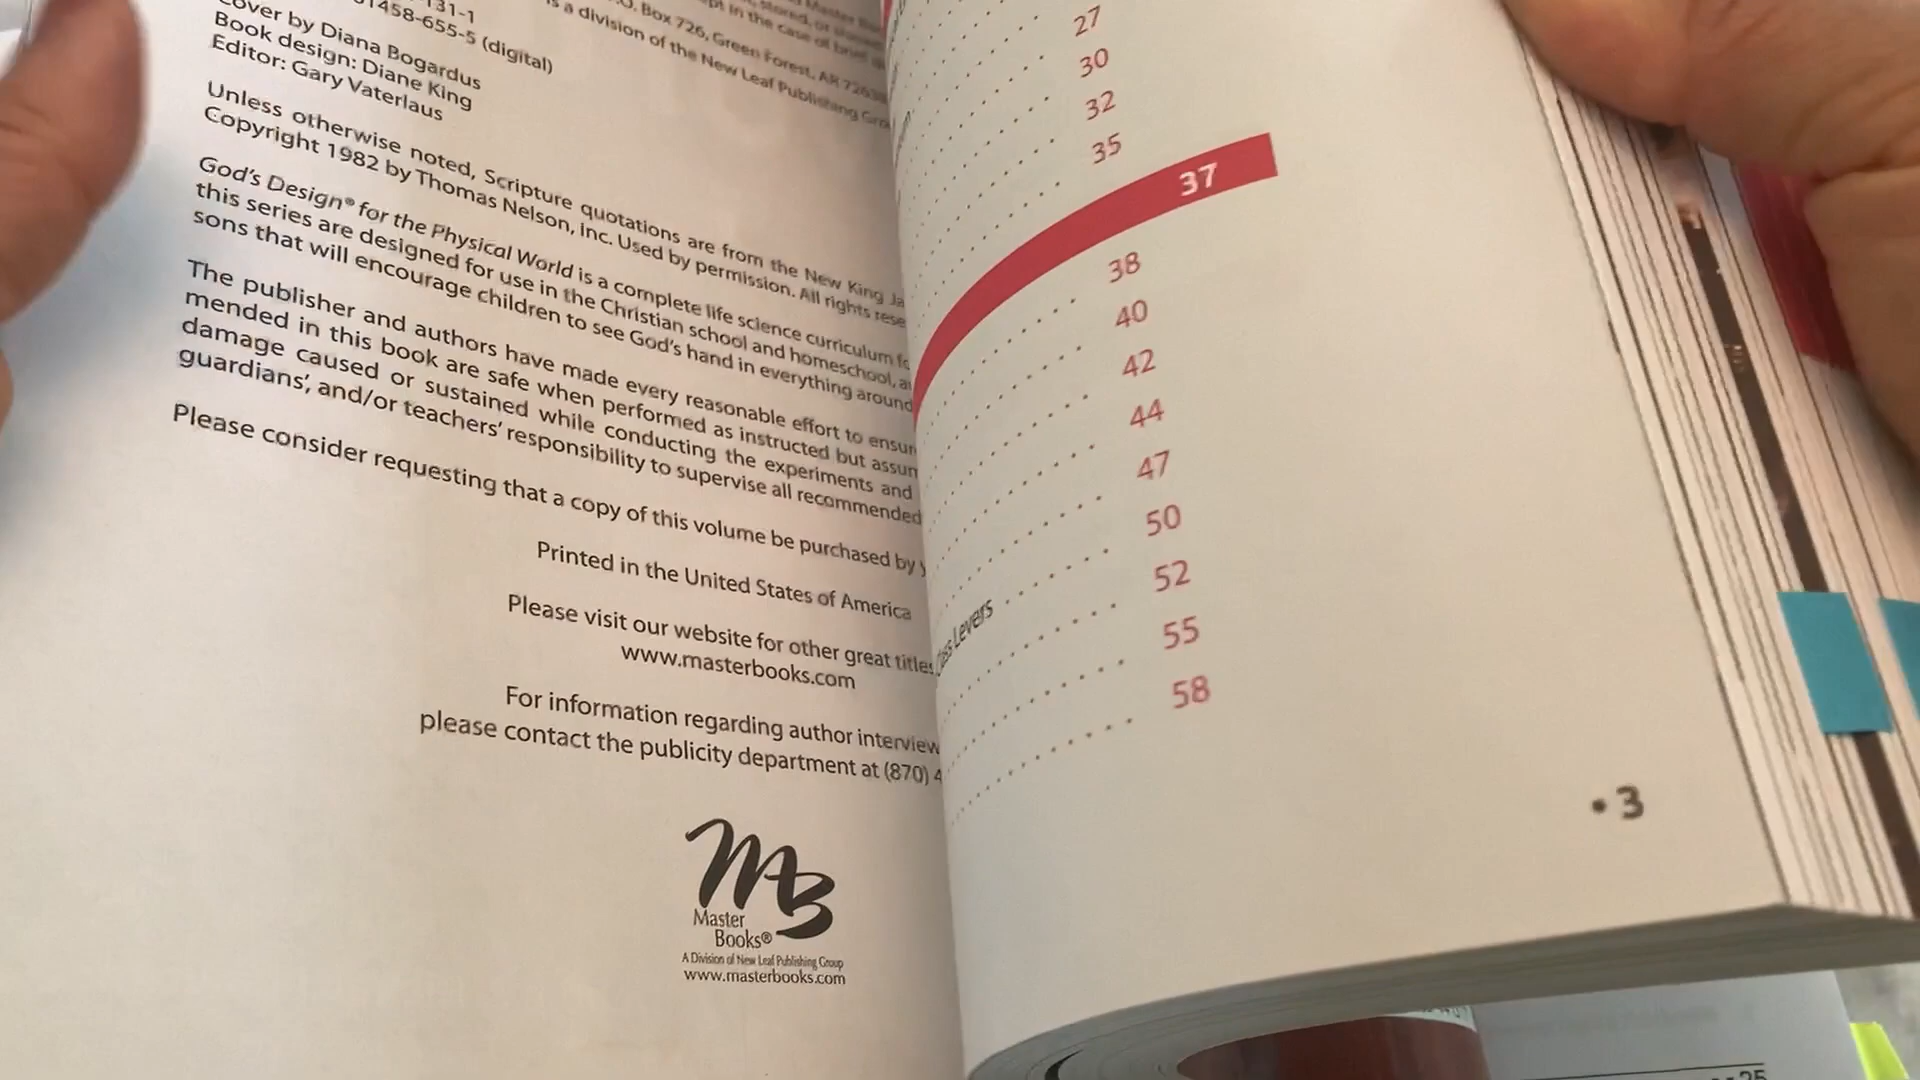 131-1
1458-655-5 (digital)
Cover by Diana Bogardus
Book design: Diane King
Editor: Gary Vaterlaus
Box 726, Green Forest, AR 72638
is a division of the New Leaf Publishing
in the case of brief
Unless otherwise noted, Scripture quotations are from the New King Ja
Copyright 1982 by Thomas Nelson, Inc. Used by permission. All rights rese
God's Design® for the Physical World is a complete life science curriculum fo
this series are designed for use in the Christian school and homeschool, a
sons that will encourage children to see God's hand in everything around
The publisher and authors have made every reasonable effort to ensur
mended in this book are safe when performed as instructed but assum
damage caused or sustained while conducting the experiments and
guardians', and/or teachers' responsibility to supervise all recommended
Please consider requesting that a copy of this volume be purchased by y
Printed in the United States of America
Please visit our website for other great titles
www.masterbooks.com
For information regarding author interview
please contact the publicity department at (870) 4
MB
Master
Books®
A Division of New Leaf Publishing Group
www.masterbooks.com
27
30
32
35
37
38
40
42
44
47
50
Levers 52
55
58
• 3